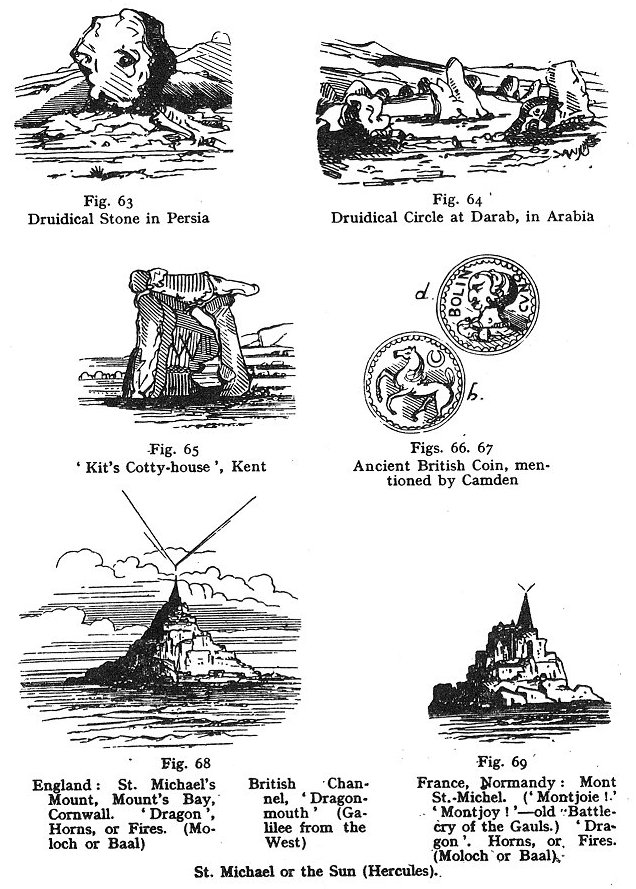 Fig. 63
Druidical Stone in Persia
Fig. 64
Druidical Circle at Darab, in Arabia
Fig. 65
‘ Kit's Cotty-house ’, Kent
d.
BOLIN
CVN
b.
Figs. 66. 67
Ancient British Coin, men-
tioned by Camden
Fig. 68
England : St. Michael's
Mount, Mount's Bay,
Cornwall. ‘ Dragon ’,
Horns, or Fires. (Mo-
loch or Baal)
British Chan-
nel, ‘ Dragon-
mouth ’ (Ga-
lilee from the
West)
Fig. 69
France, Normandy : Mont
St.-Michel. (‘ Montjoie !.’
‘ Montjoy ! ’—old Battle-
cry of the Gauls.) ‘ Dra-
gon ’. Horns, or Fires.
(Moloch or Baal).
St. Michael or the Sun (Hercules).